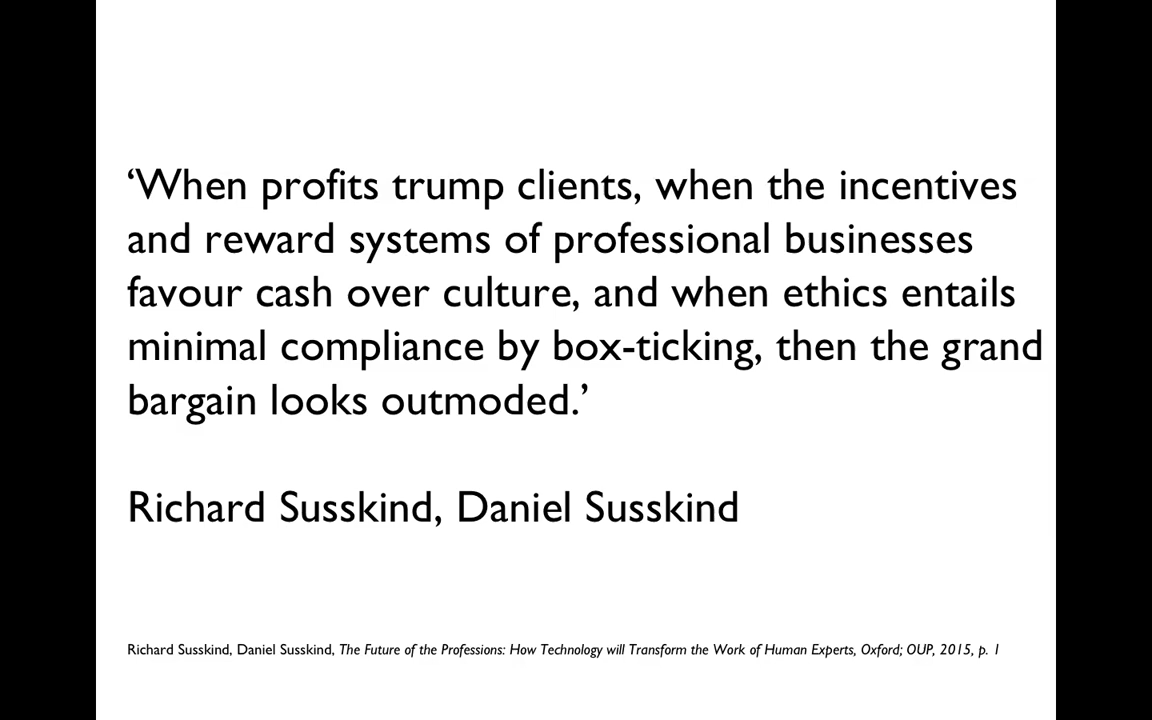 ‘When profits trump clients, when the incentives
and reward systems of professional businesses
favour cash over culture, and when ethics entails
minimal compliance by box-ticking, then the grand
bargain looks outmoded.’
Richard Susskind, Daniel Susskind
Richard Susskind, Daniel Susskind, The Future of the Professions: How Technology will Transform the Work of Human Experts, Oxford; OUP, 2015, p. 1